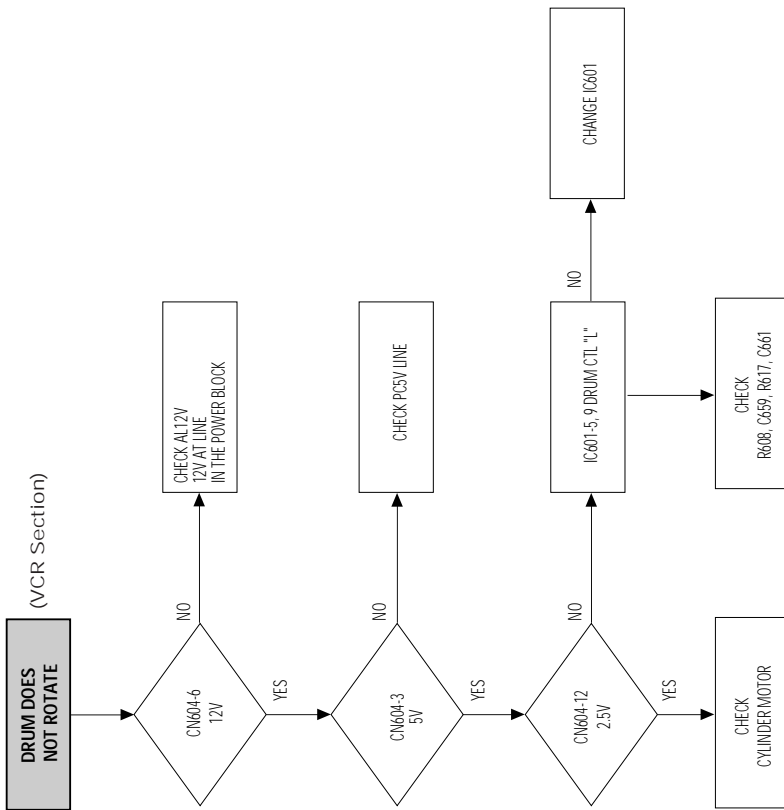 (VCR Section)
DRUM DOES
NOT ROTATE
CN604-6
12V
NO
CHECK AL12V
12V AT LINE
IN THE POWER BLOCK
YES
CN604-3
5V
NO
CHECK PC5V LINE
YES
CN604-12
2.5V
NO
IC601-5, 9 DRUM CTL "L"
NO
CHANGE IC601
YES
CHECK
CYLINDER MOTOR
CHECK
R608, C659, R617, C661